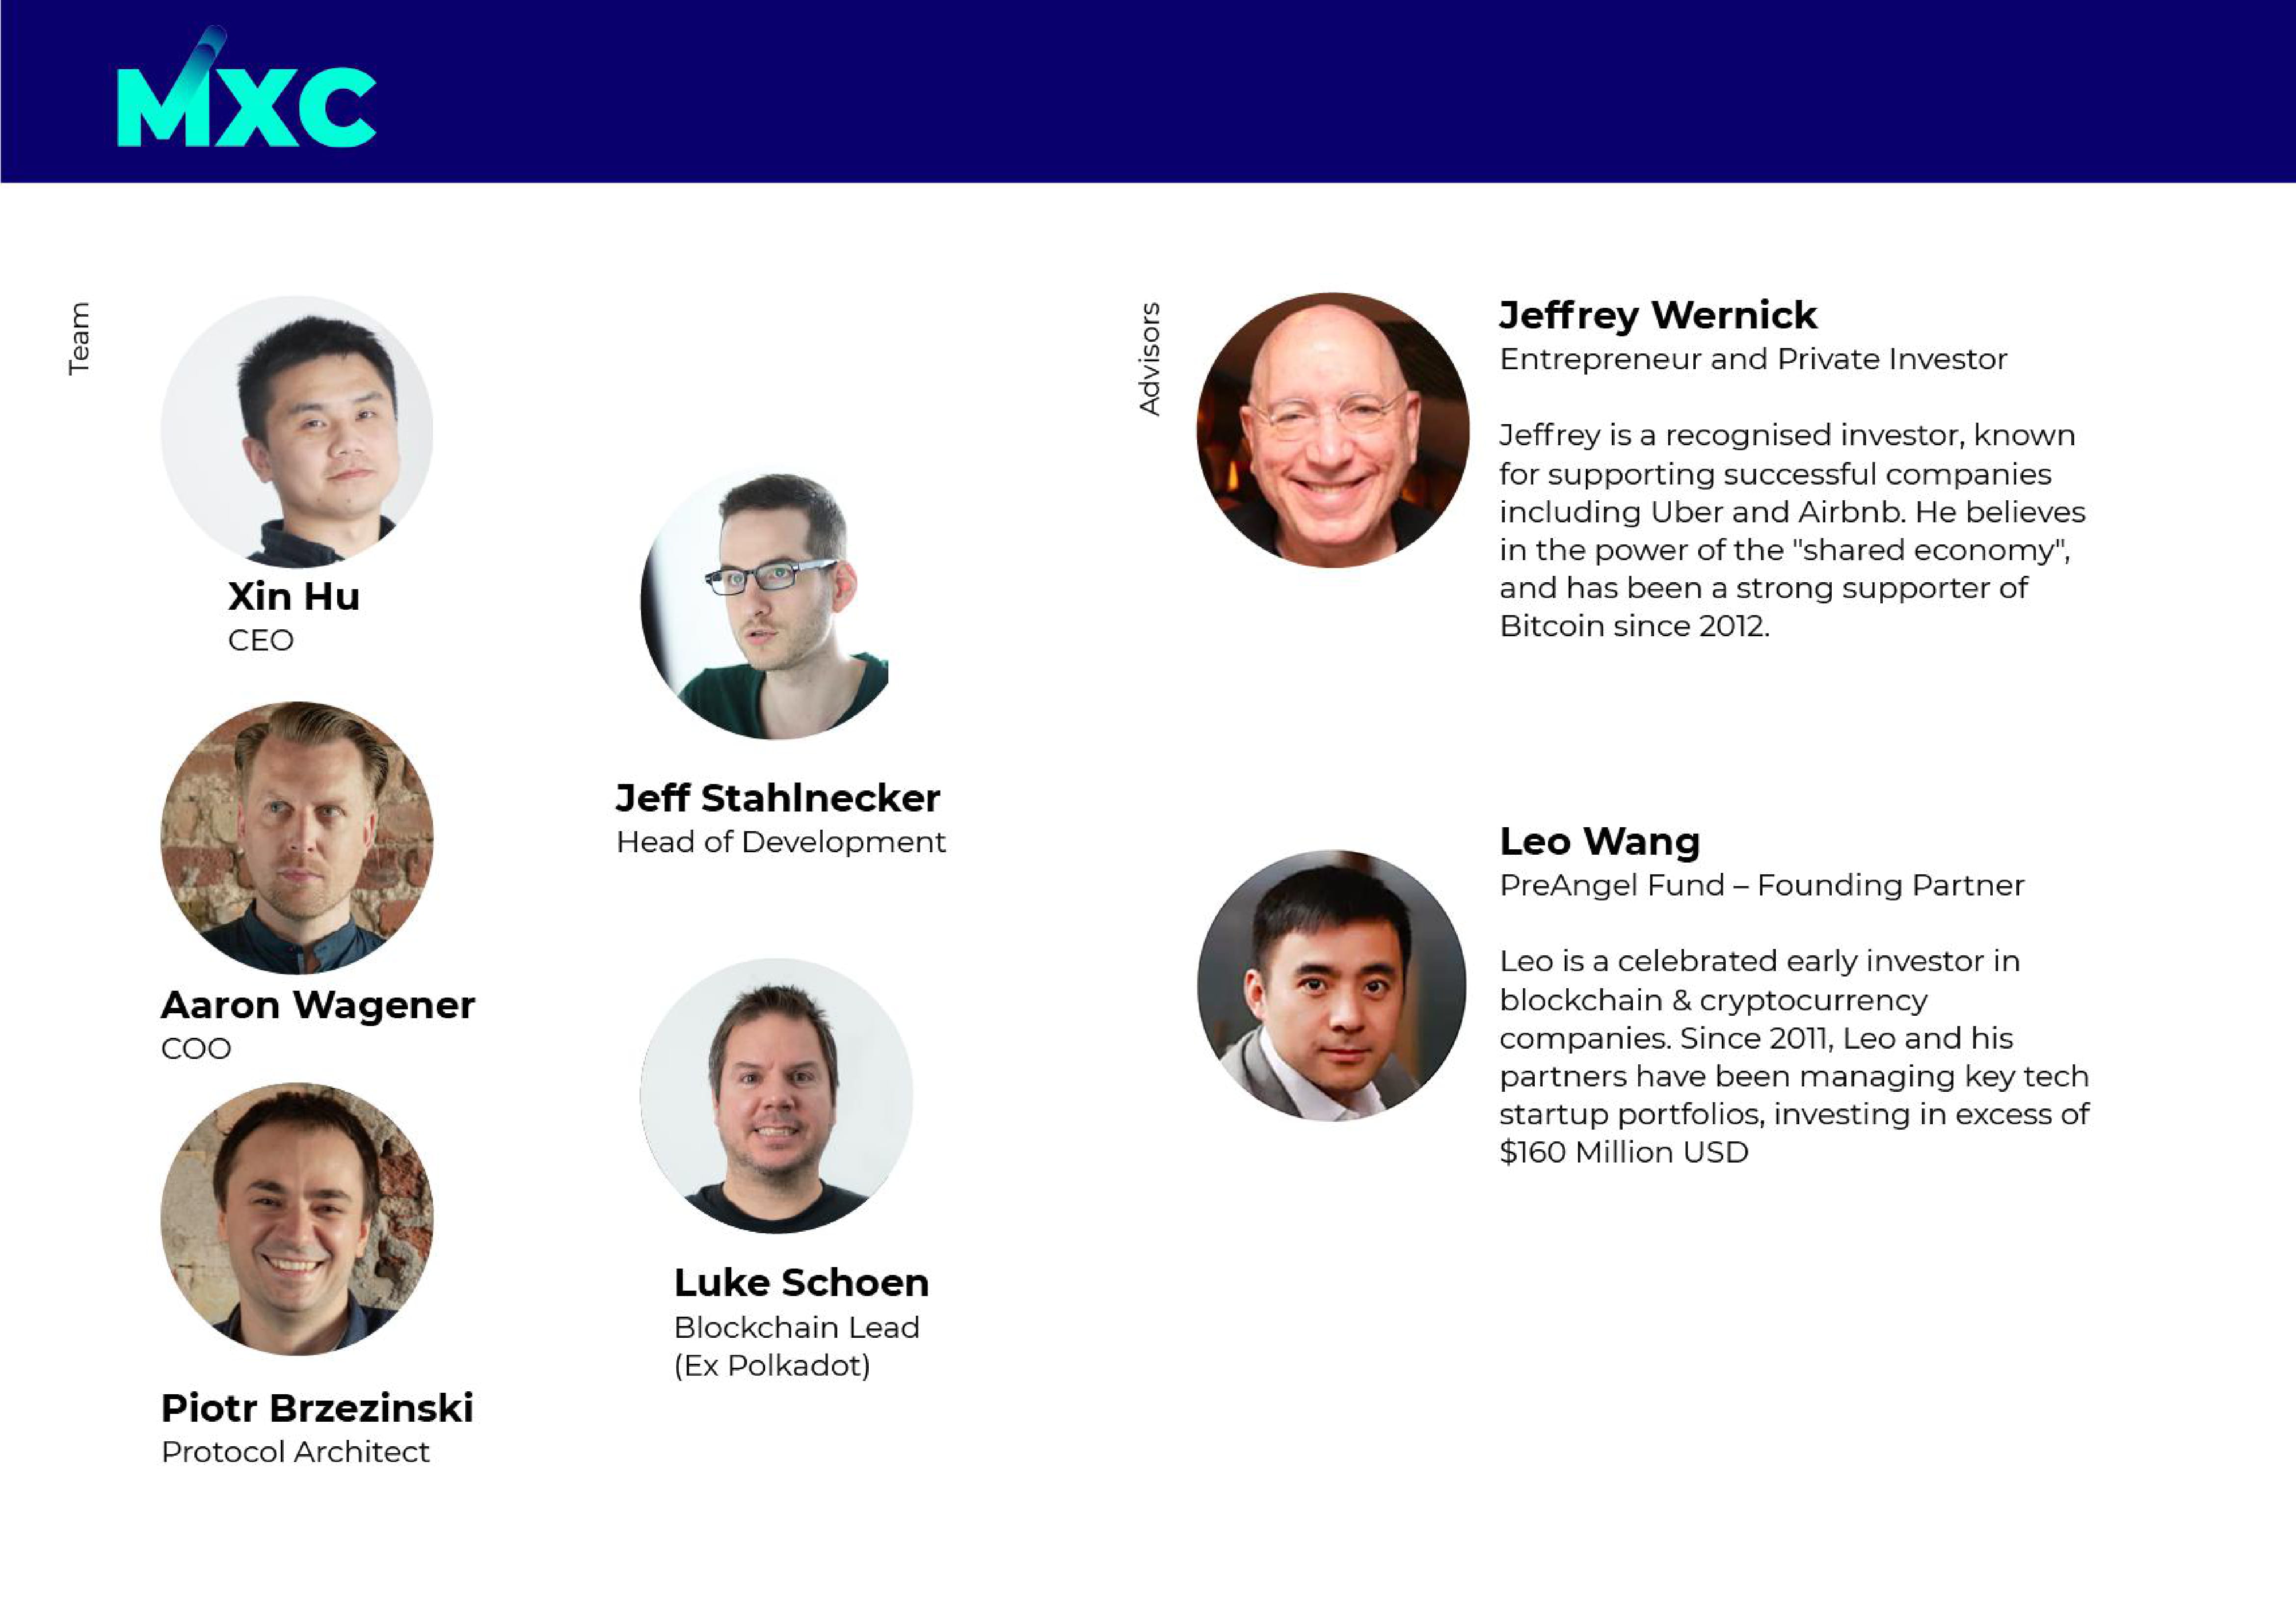 MXC
Team
Xin Hu
CEO
Aaron Wagener
COO
Piotr Brzezinski
Protocol Architect
Jeff Stahlnecker
Head of Development
Luke Schoen
Blockchain Lead
(Ex Polkadot)
Advisors
Jeffrey Wernick
Entrepreneur and Private Investor
Jeffrey is a recognised investor, known
for supporting successful companies
including Uber and Airbnb. He believes
in the power of the "shared economy",
and has been a strong supporter of
Bitcoin since 2012.
Leo Wang
PreAngel Fund – Founding Partner
Leo is a celebrated early investor in
blockchain & cryptocurrency
companies. Since 2011, Leo and his
partners have been managing key tech
startup portfolios, investing in excess of
$160 Million USD